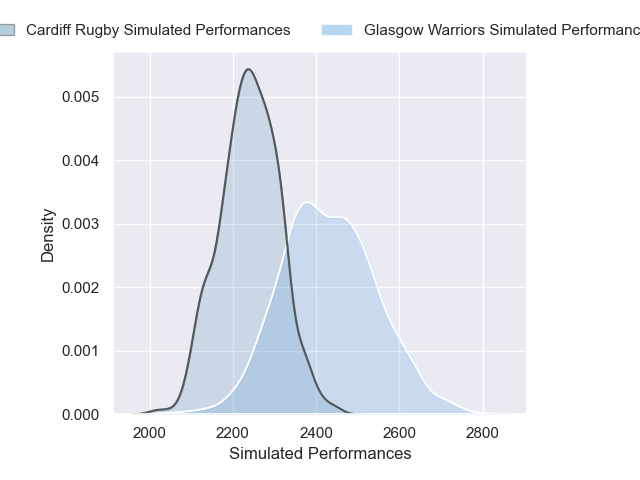 Cardiff Rugby Simulated Performances
Glasgow Warriors Simulated Performanc
0.005
0.004
0.003
0.002
0.001
0.000
Density
2000 2200 2400 2600 2800
Simulated Performances